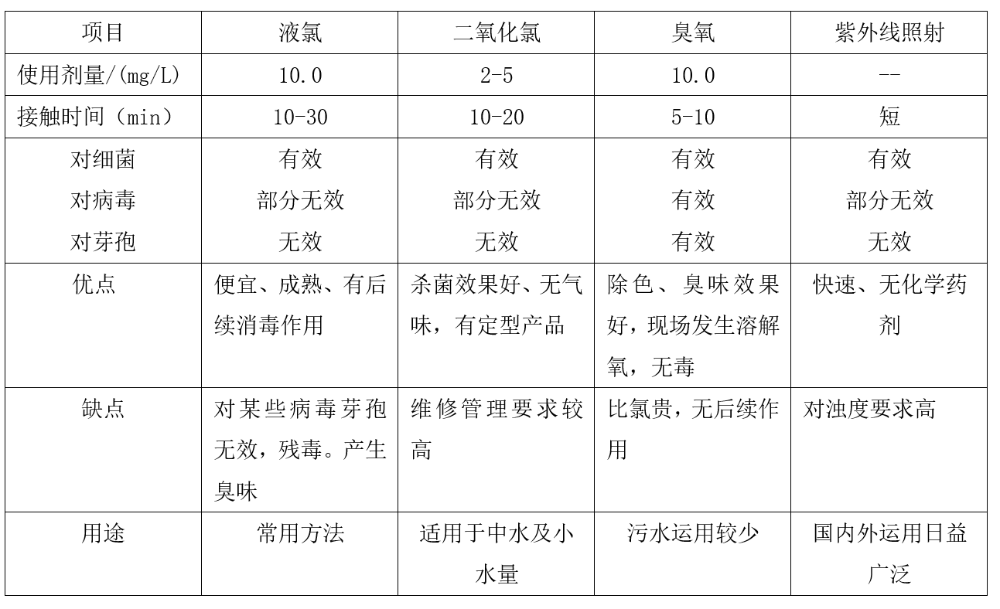 项目 液氯 二氧化氯 臭氧 紫外线照射
使用剂量/(mg/L) 10.0 2-5 10.0 --
接触时间（min） 10-30 10-20 5-10 短
对细菌 有效 有效 有效 有效
对病毒 部分无效 部分无效 有效 部分无效
对芽孢 无效 无效 有效 无效
优点 便宜、成熟、有后 杀菌效果好、无气 除色、臭味效果 快速、无化学药
续消毒作用 味，有定型产品 好，现场发生溶解 剂
氧，无毒
缺点 对某些病毒芽孢 维修管理要求较 比氯贵，无后续作 对浊度要求高
无效，残毒。产生 高 用
臭味
用途 常用方法 适用于中水及小 污水运用较少 国内外运用日益
水量 广泛